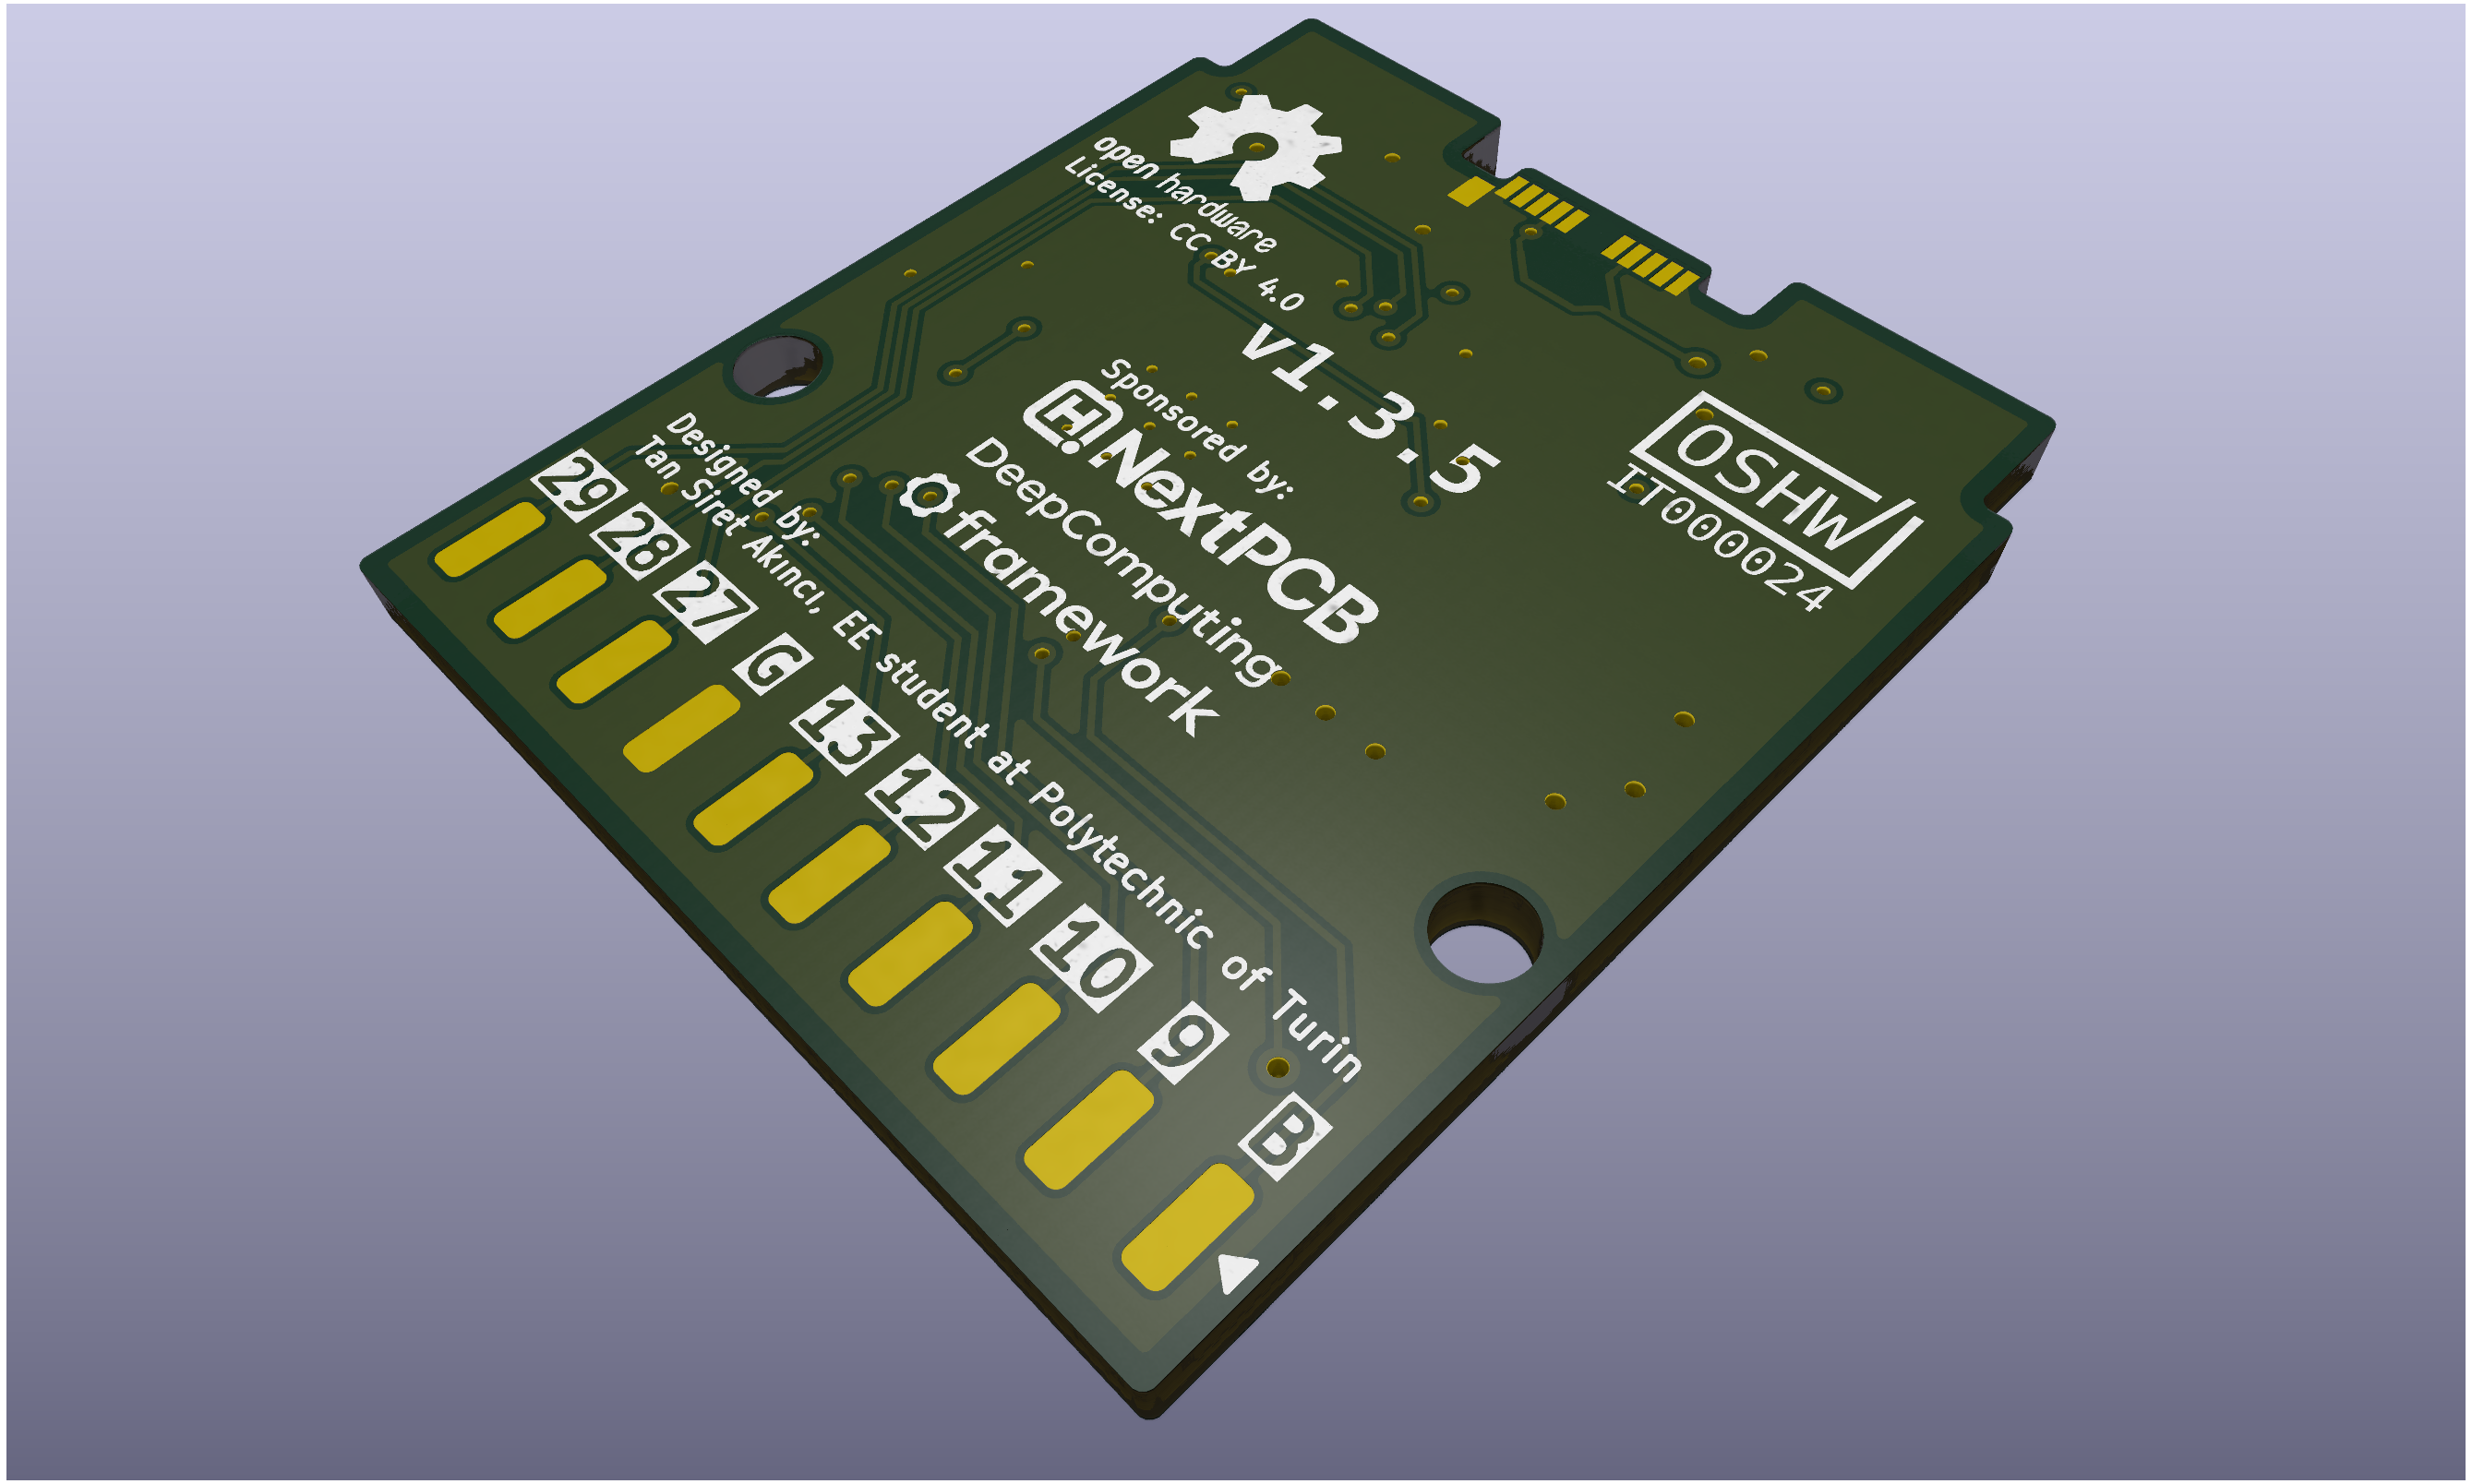 Open hardware
License: CC BY 4.0
v1.3.5
Sponsored by:
NextPCB
DeepComputing
framework
OSHW
IT000024
Designed by:
Tan Siret Akıncı, EE student at Polytechnic of Turin
29
28
27
G
13
12
11
10
9
B